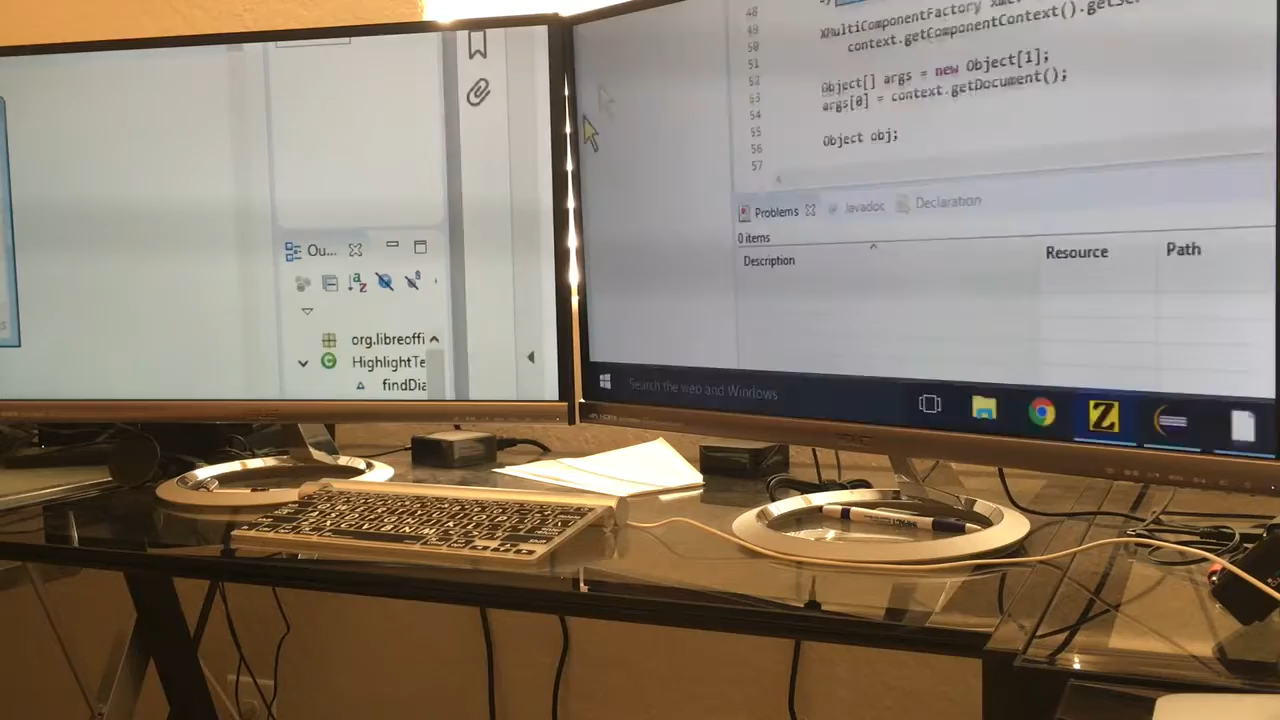 Ou...
org.libreoffi
HighlightTe
findDia
48
49
50
51
52
53
54
55
56
57
XMultiComponentFactory
context.getComponentContext().getSe
Object[] args = new Object[1];
args[0] = context.getDocument();
Object obj;
Problems Javadoc Declaration
0 items
Description Resource Path
Search the web and Windows
Z
HDMI